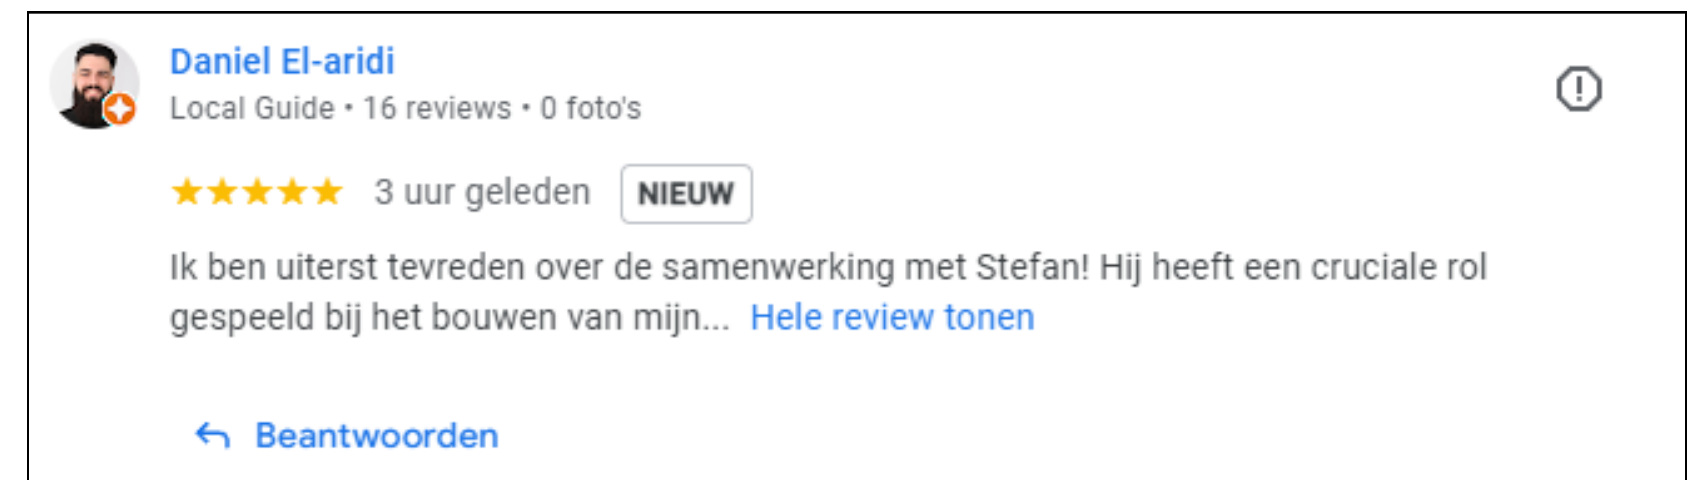 Daniel El-aridi
Local Guide • 16 reviews • 0 foto's
3 uur geleden NIEUW
Ik ben uiterst tevreden over de samenwerking met Stefan! Hij heeft een cruciale rol
gespeeld bij het bouwen van mijn... Hele review tonen
Beantwoorden